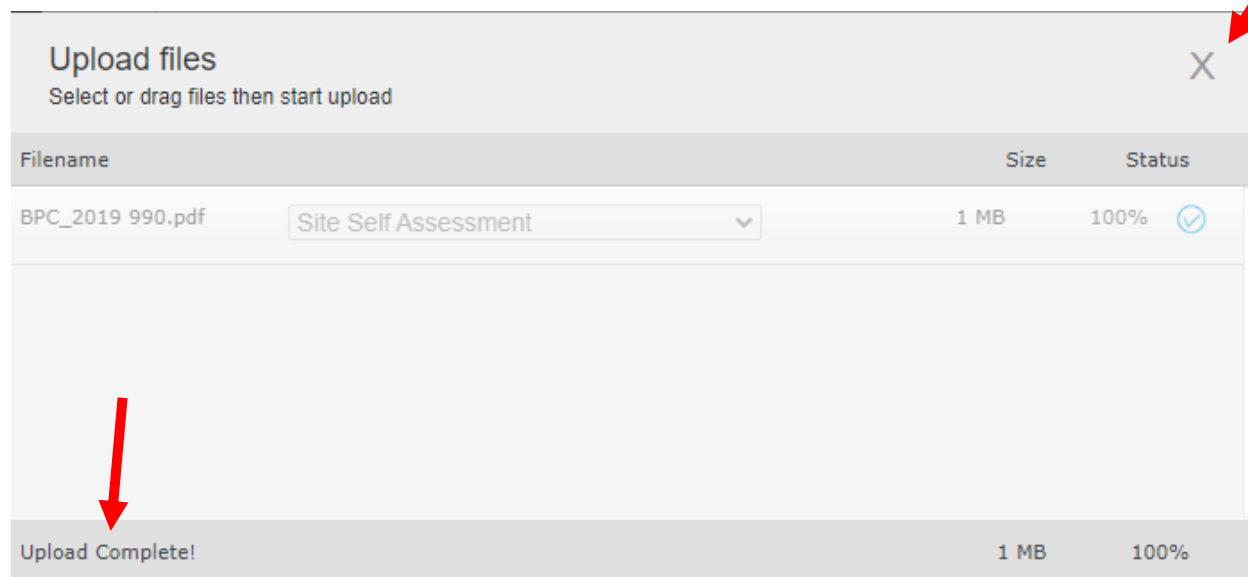 Upload files
X
Select or drag files then start upload
Filename Size Status
BPC_2019 990.pdf Site Self Assessment 1 MB 100%
Upload Complete! 1 MB 100%